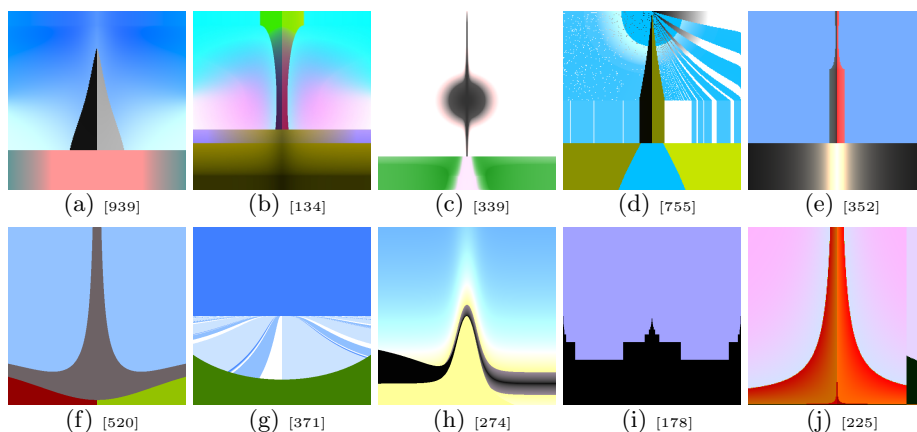 (a) [939] (b) [134] (c) [339] (d) [755] (e) [352]
(f) [520] (g) [371] (h) [274] (i) [178] (j) [225]